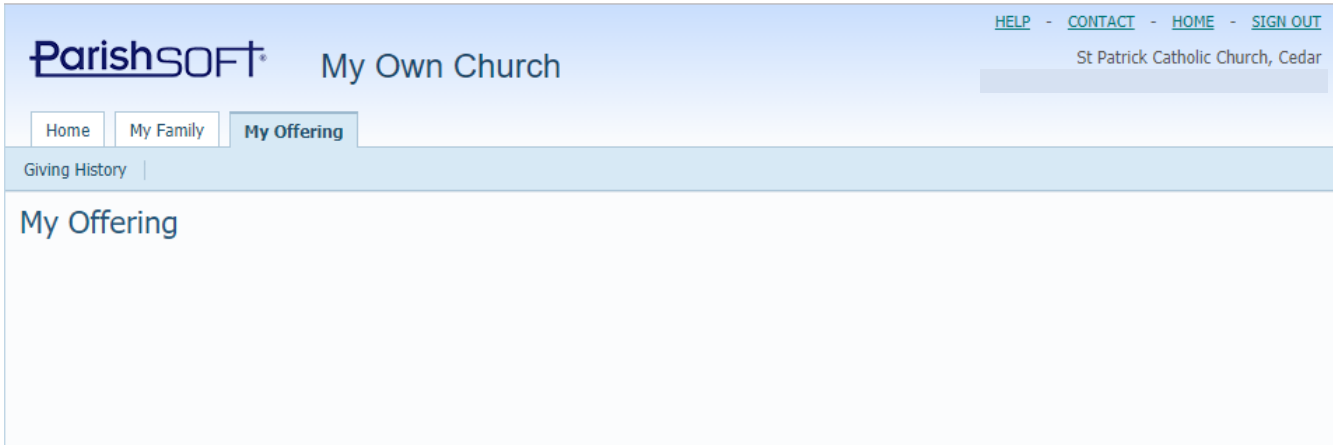 HELP - CONTACT - HOME - SIGN OUT
ParishSOFT® My Own Church
St Patrick Catholic Church, Cedar
Home My Family My Offering
Giving History
My Offering